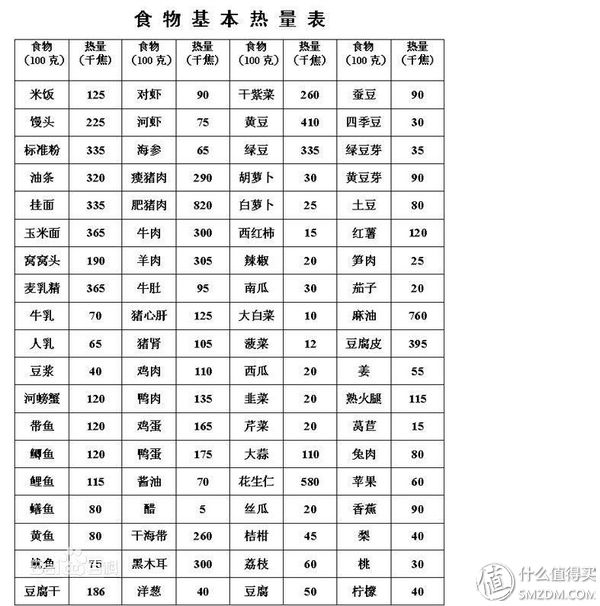 食物基本热量表
食物(100克) 热量(千焦) 食物(100克) 热量(千焦) 食物(100克) 热量(千焦) 食物(100克) 热量(千焦)
米饭 125 对虾 90 干紫菜 260 蚕豆 90
馒头 225 河虾 75 黄豆 410 四季豆 30
标准粉 335 海参 65 绿豆 335 绿豆芽 35
油条 320 瘦猪肉 290 胡萝卜 30 黄豆芽 90
挂面 335 肥猪肉 820 白萝卜 25 土豆 80
玉米面 365 牛肉 300 西红柿 15 红薯 120
窝窝头 190 羊肉 305 辣椒 20 笋肉 25
麦乳精 365 牛肚 95 南瓜 30 茄子 20
牛乳 70 猪心肝 125 大白菜 10 麻油 760
人乳 65 猪肾 105 菠菜 12 豆腐皮 395
豆浆 40 鸡肉 110 西瓜 20 姜 55
河螃蟹 120 鸭肉 135 韭菜 20 熟火腿 115
带鱼 120 鸡蛋 165 芹菜 20 莴苣 15
鲫鱼 120 鸭蛋 175 大蒜 110 兔肉 80
鲤鱼 115 酱油 70 花生仁 580 苹果 60
鳝鱼 80 醋 5 丝瓜 20 香蕉 90
黄鱼 80 干海带 260 桔柑 45 梨 40
鱼 75 黑木耳 300 荔枝 60 桃 30
豆腐干 186 洋葱 40 豆腐 50 柠檬 40
值 什么值得买
SMZDM.COM